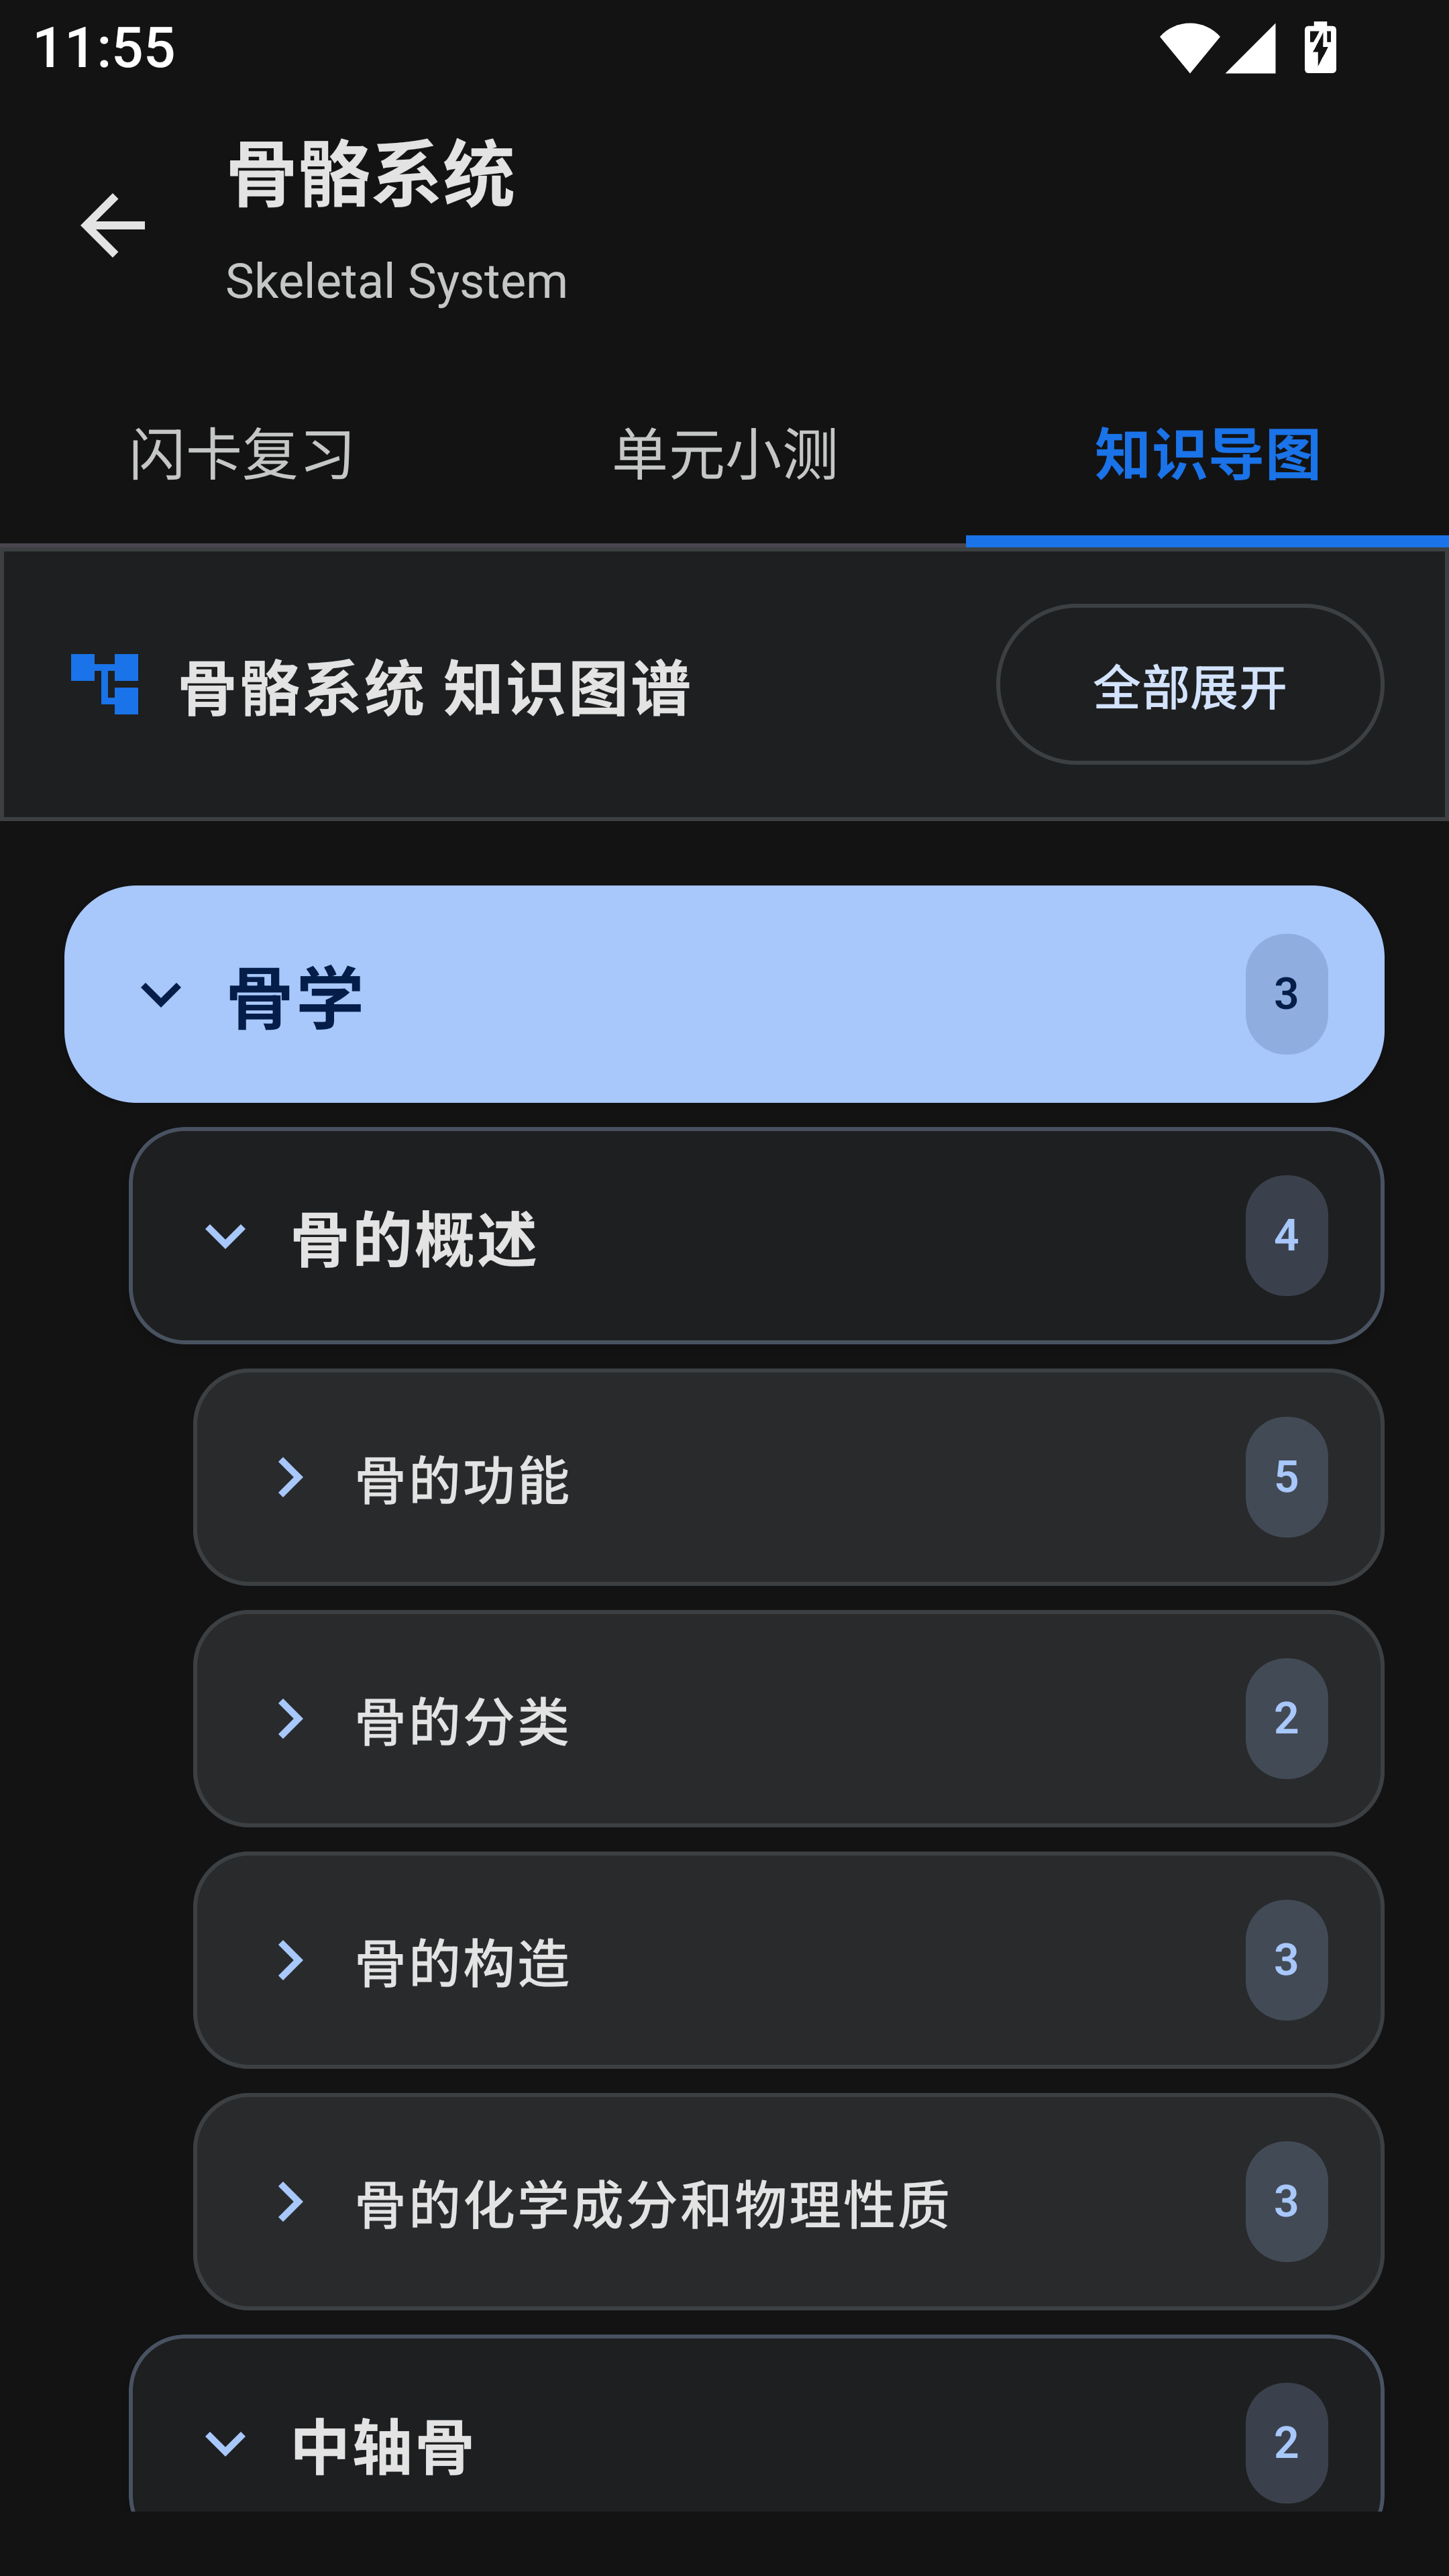 11:55
骨骼系统
Skeletal System
闪卡复习
单元小测
知识导图
骨骼系统 知识图谱
全部展开
骨学
3
骨的概述
4
骨的功能
5
骨的分类
2
骨的构造
3
骨的化学成分和物理性质
3
中轴骨
2